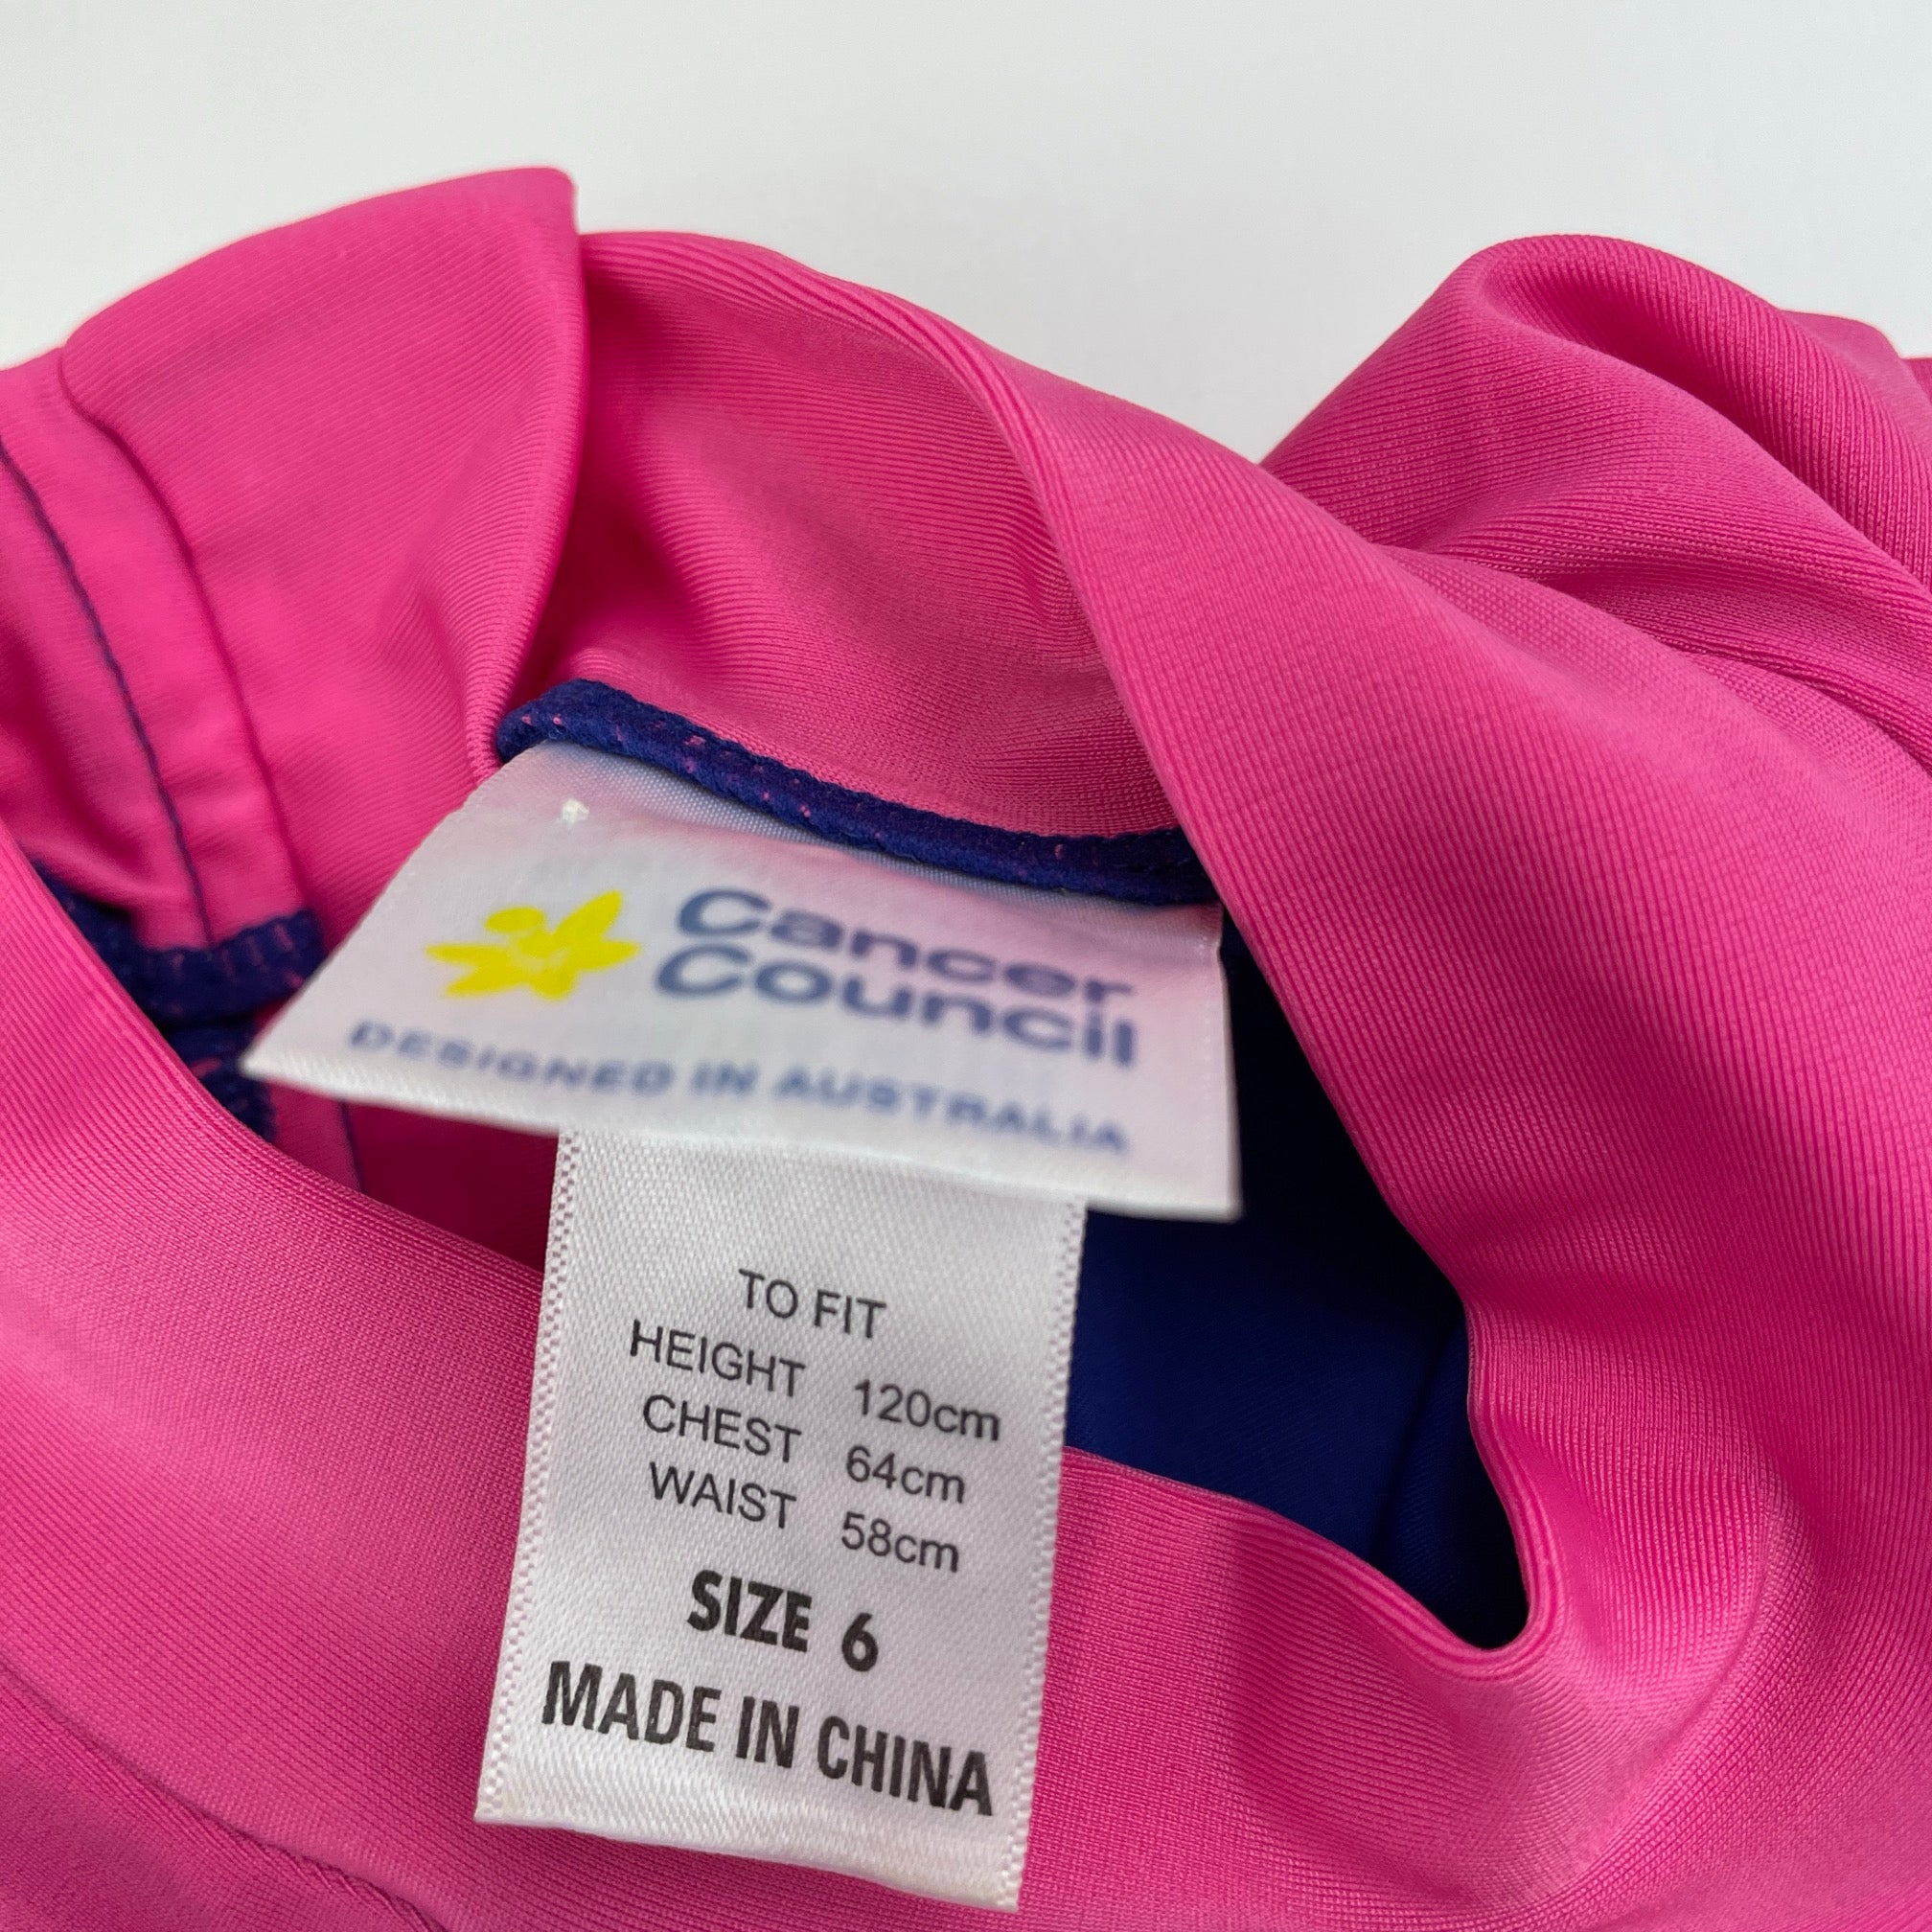 Cancer
Council
DESIGNED IN AUSTRALIA
TO FIT
HEIGHT 120cm
CHEST 64cm
WAIST 58cm
SIZE 6
MADE IN CHINA